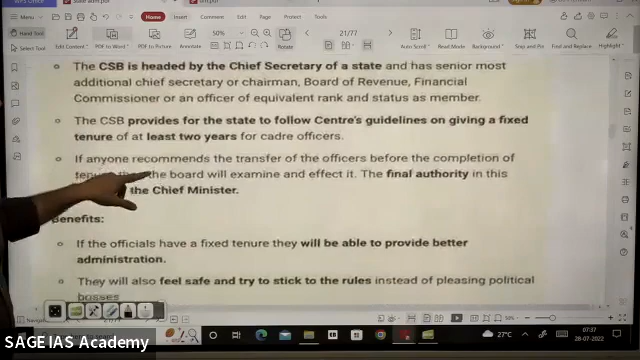 Home
Insert
Hand Tool
Select Tool
Edit Content
PDF to Word
PDF to Picture
Annotate
50%
21/77
Rotate
Auto Scroll
Read Mode
Background
Snip and Pin
Find and Replace
Highlight
The CSB is headed by the Chief Secretary of a state and has senior most
additional chief secretary or chairman, Board of Revenue, Financial
Commissioner or an officer of equivalent rank and status as member.
The CSB provides for the state to follow Centre's guidelines on giving a fixed
tenure of at least two years for cadre officers.
If anyone recommends the transfer of the officers before the completion of
the board will examine and effect it. The final authority in this
the Chief Minister.
Benefits:
If the officials have a fixed tenure they will be able to provide better
administration.
They will also feel safe and try to stick to the rules instead of pleasing political
bosses
27°C
07:37
28-07-2022
SAGE IAS Academy